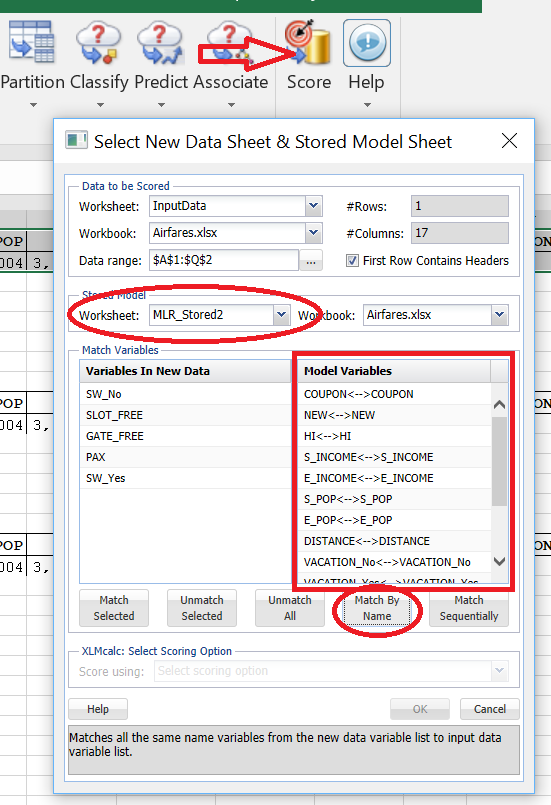 Partition Classify Predict Associate Score Help
Select New Data Sheet & Stored Model Sheet
Data to be Scored
Worksheet: InputData #Rows: 1
POP
Workbook: Airfares.xlsx #Columns: 17
ON
004 3,
Data range: $A$1:$Q$2 ... First Row Contains Headers
Stored Model
Worksheet: MLR_Stored2 Workbook: Airfares.xlsx
Match Variables
Variables In New Data Model Variables
SW_No COUPON<-->COUPON
POP
ON
SLOT_FREE NEW<-->NEW
004 3,
GATE_FREE HI<-->HI
PAX S_INCOME<-->S_INCOME
SW_Yes E_INCOME<-->E_INCOME
S_POP<-->S_POP
E_POP<-->E_POP
POP
DISTANCE<-->DISTANCE
ON
004 3,
VACATION_No<-->VACATION_No
VACATION_Yes<-->VACATION_Yes
Match Unmatch Unmatch Match By Match
Selected Selected All Name Sequentially
XLMcalc: Select Scoring Option
Score using: Select scoring option
Help OK Cancel
Matches all the same name variables from the new data variable list to input data
variable list.